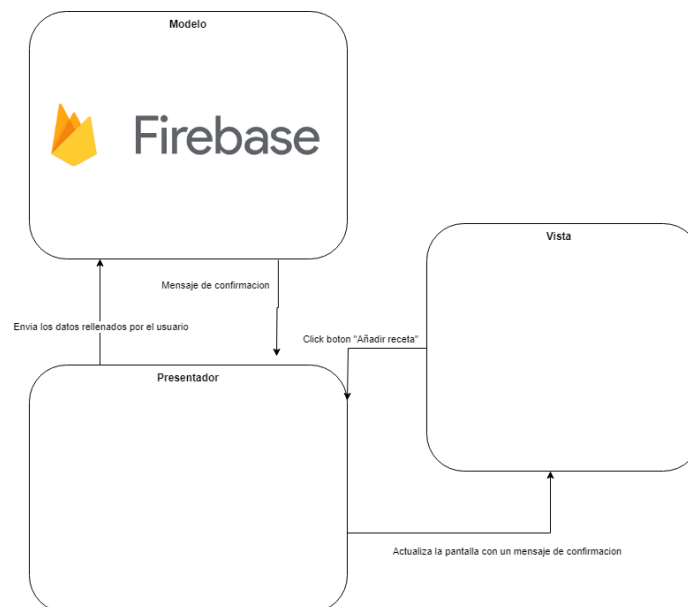 Modelo
Firebase
Vista
Mensaje de confirmacion
Envia los datos rellenados por el usuario
Click boton "Añadir receta"
Presentador
Actualiza la pantalla con un mensaje de confirmacion